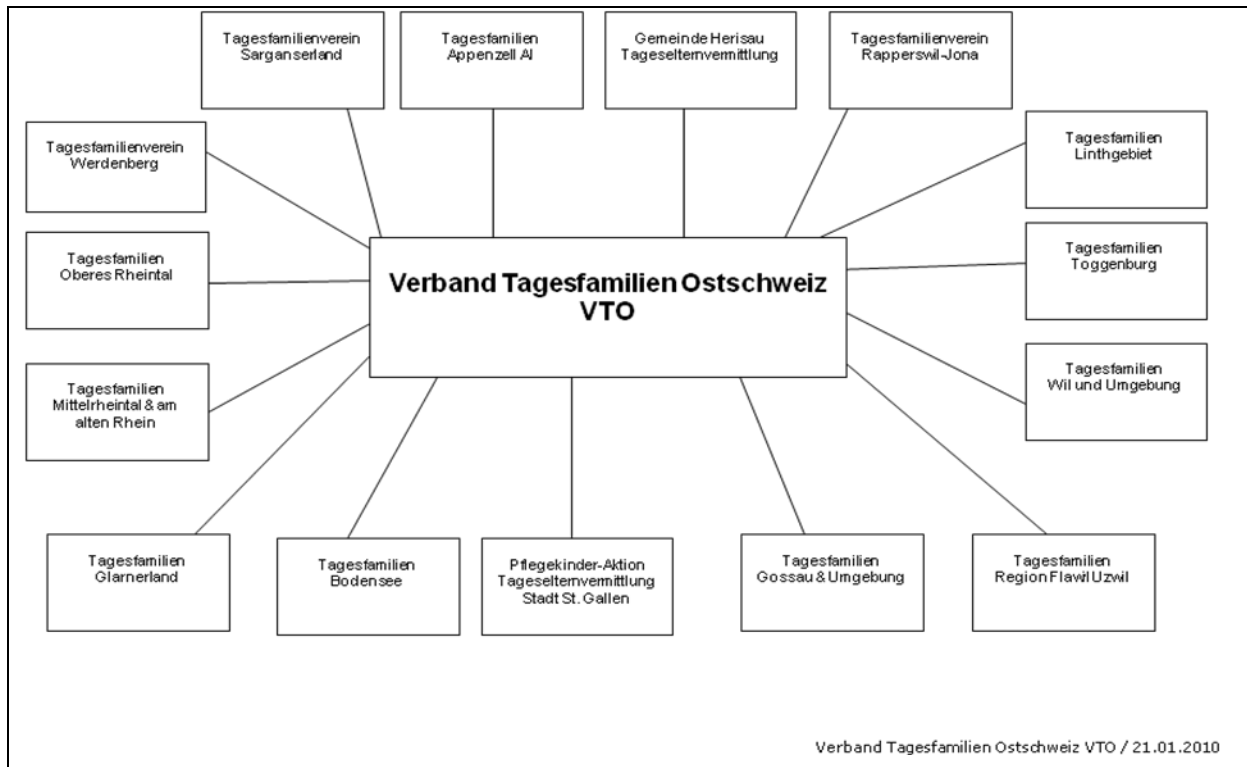 Tagesfamilienverein
Sarganserland
Tagesfamilien
Appenzell AI
Gemeinde Herisau
Tageselternvermittlung
Tagesfamilienverein
Rapperswil-Jona
Tagesfamilienverein
Werdenberg
Tagesfamilien
Linthgebiet
Tagesfamilien
Oberes Rheintal
Tagesfamilien
Toggenburg
Verband Tagesfamilien Ostschweiz
VTO
Tagesfamilien
Mittelrheintal & am
alten Rhein
Tagesfamilien
Wil und Umgebung
Tagesfamilien
Glarnerland
Tagesfamilien
Bodensee
Pflegekinder-Aktion
Tageselternvermittlung
Stadt St. Gallen
Tagesfamilien
Gossau & Umgebung
Tagesfamilien
Region Flawil Uzwil
Verband Tagesfamilien Ostschweiz VTO / 21.01.2010